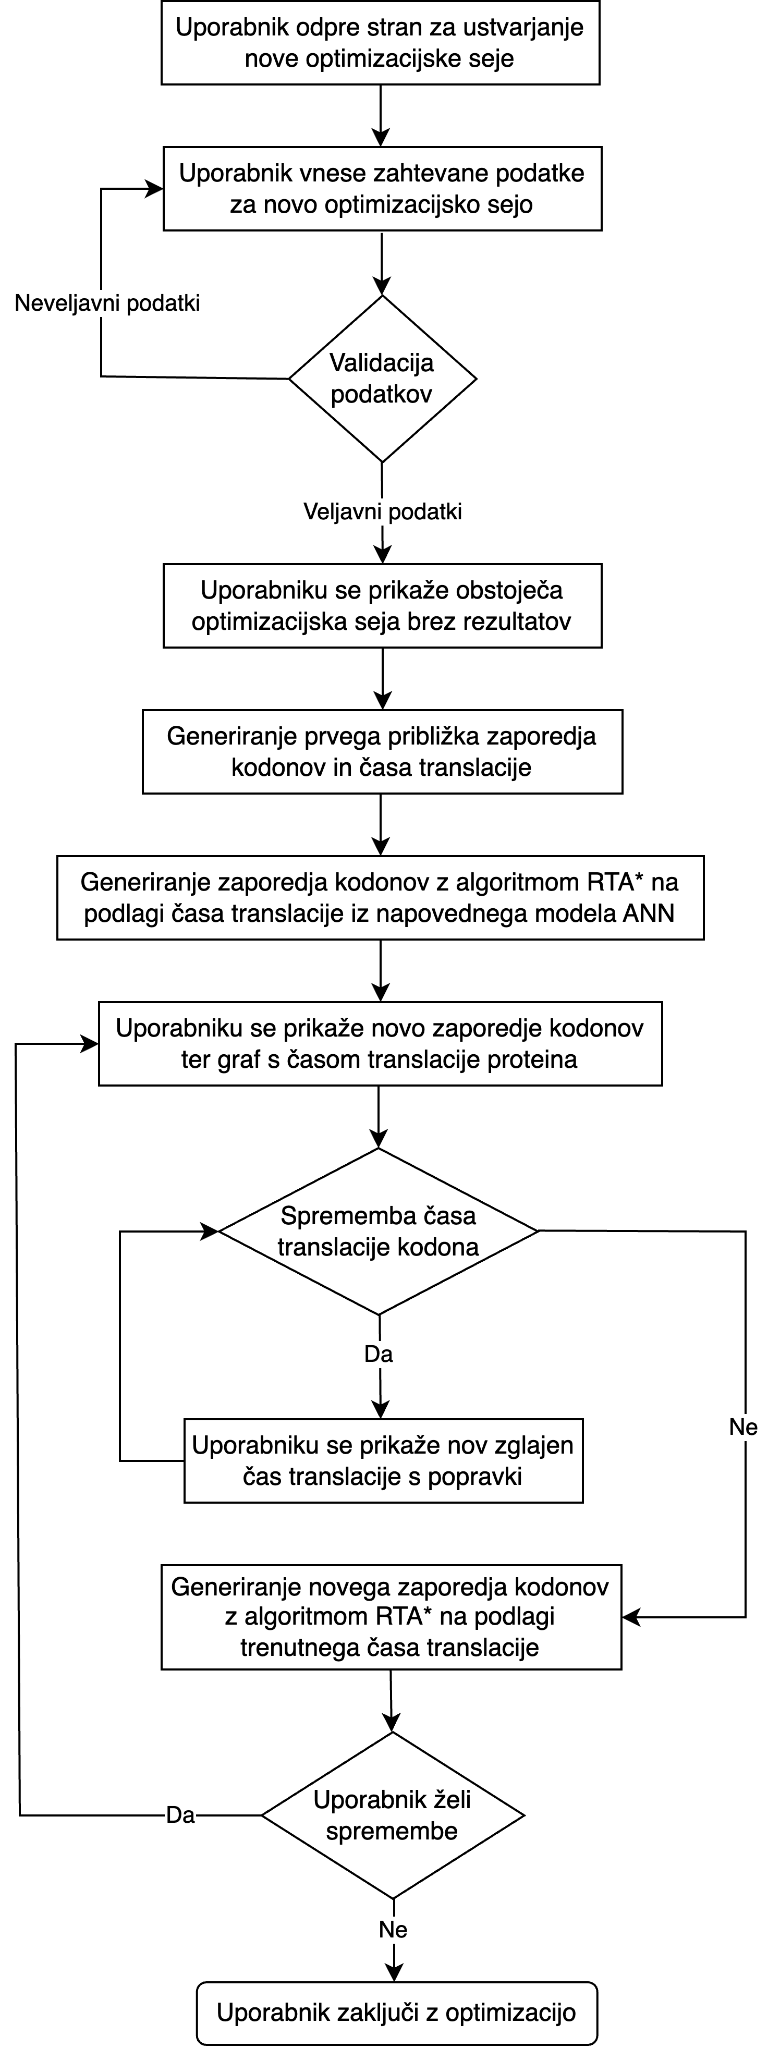 Uporabnik odpre stran za ustvarjanje
nove optimizacijske seje
Uporabnik vnese zahtevane podatke
za novo optimizacijsko sejo
Neveljavni podatki
Validacija
podatkov
Veljavni podatki
Uporabniku se prikaže obstoječa
optimizacijska seja brez rezultatov
Generiranje prvega približka zaporedja
kodonov in časa translacije
Generiranje zaporedja kodonov z algoritmom RTA* na
podlagi časa translacije iz napovednega modela ANN
Uporabniku se prikaže novo zaporedje kodonov
ter graf s časom translacije proteina
Sprememba časa
translacije kodona
Da
Ne
Uporabniku se prikaže nov zglajen
čas translacije s popravki
Generiranje novega zaporedja kodonov
z algoritmom RTA* na podlagi
trenutnega časa translacije
Uporabnik želi
spremembe
Da
Ne
Uporabnik zaključi z optimizacijo